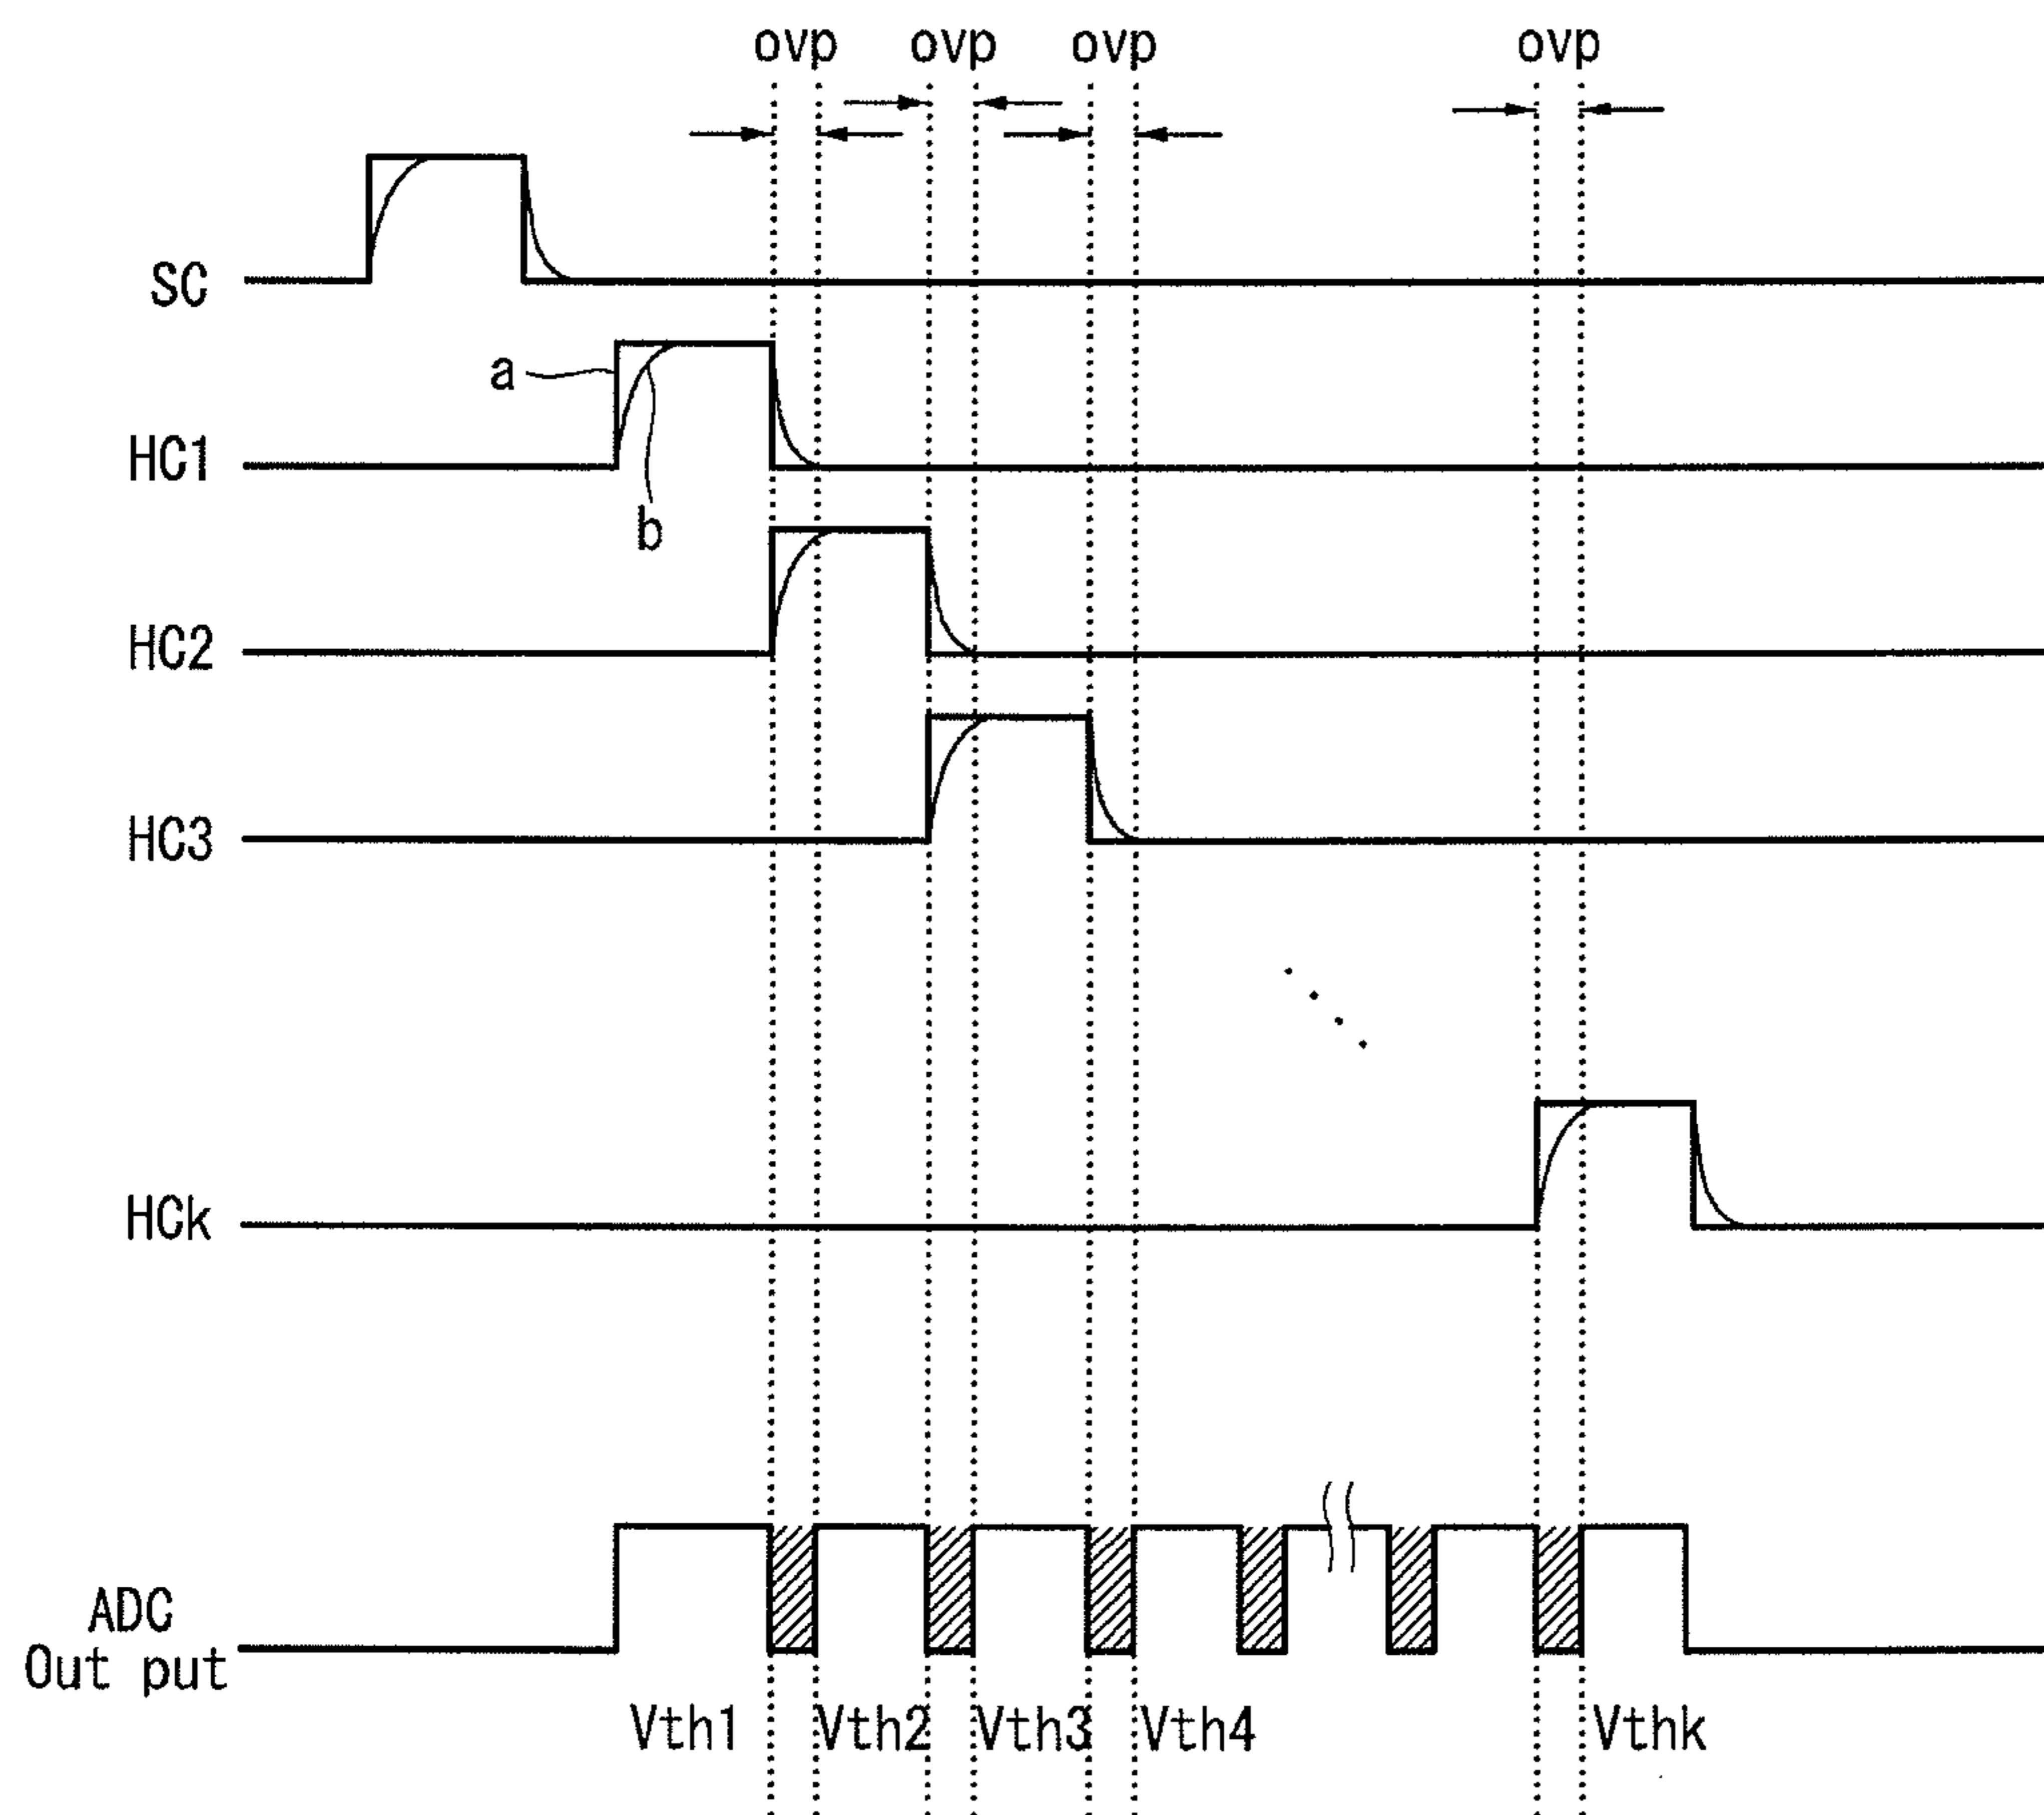 ovp ovp ovp ovp
SC
a
HC1
b
HC2
HC3
HCk
ADC
Out put
Vth1 Vth2 Vth3 Vth4 Vthk